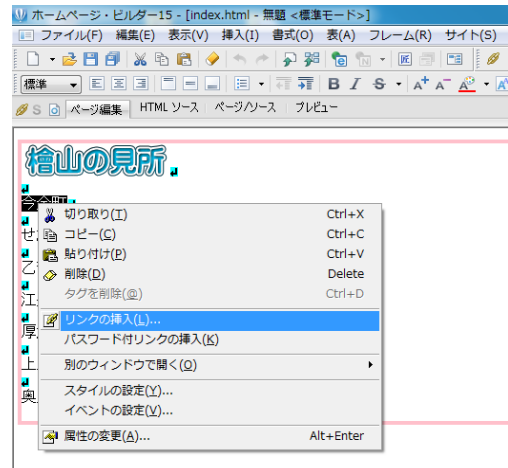 ホームページ・ビルダー15 - [index.html - 無題 <標準モード>]
ファイル(F) 編集(E) 表示(V) 挿入(I) 書式(O) 表(A) フレーム(R) サイト(S)
標準 B I S A A A
S ページ編集 HTML ソース ページ/ソース プレビュー
檜山の見所
今金町
切り取り(T) Ctrl+X
せ コピー(C) Ctrl+C
貼り付け(P) Ctrl+V
乙 削除(D) Delete
タグを削除(@) Ctrl+D
江
リンクの挿入(L)...
厚 パスワード付リンクの挿入(K)
上 別のウィンドウで開く(O)
奥 スタイルの設定(Y)...
イベントの設定(V)...
属性の変更(A)... Alt+Enter